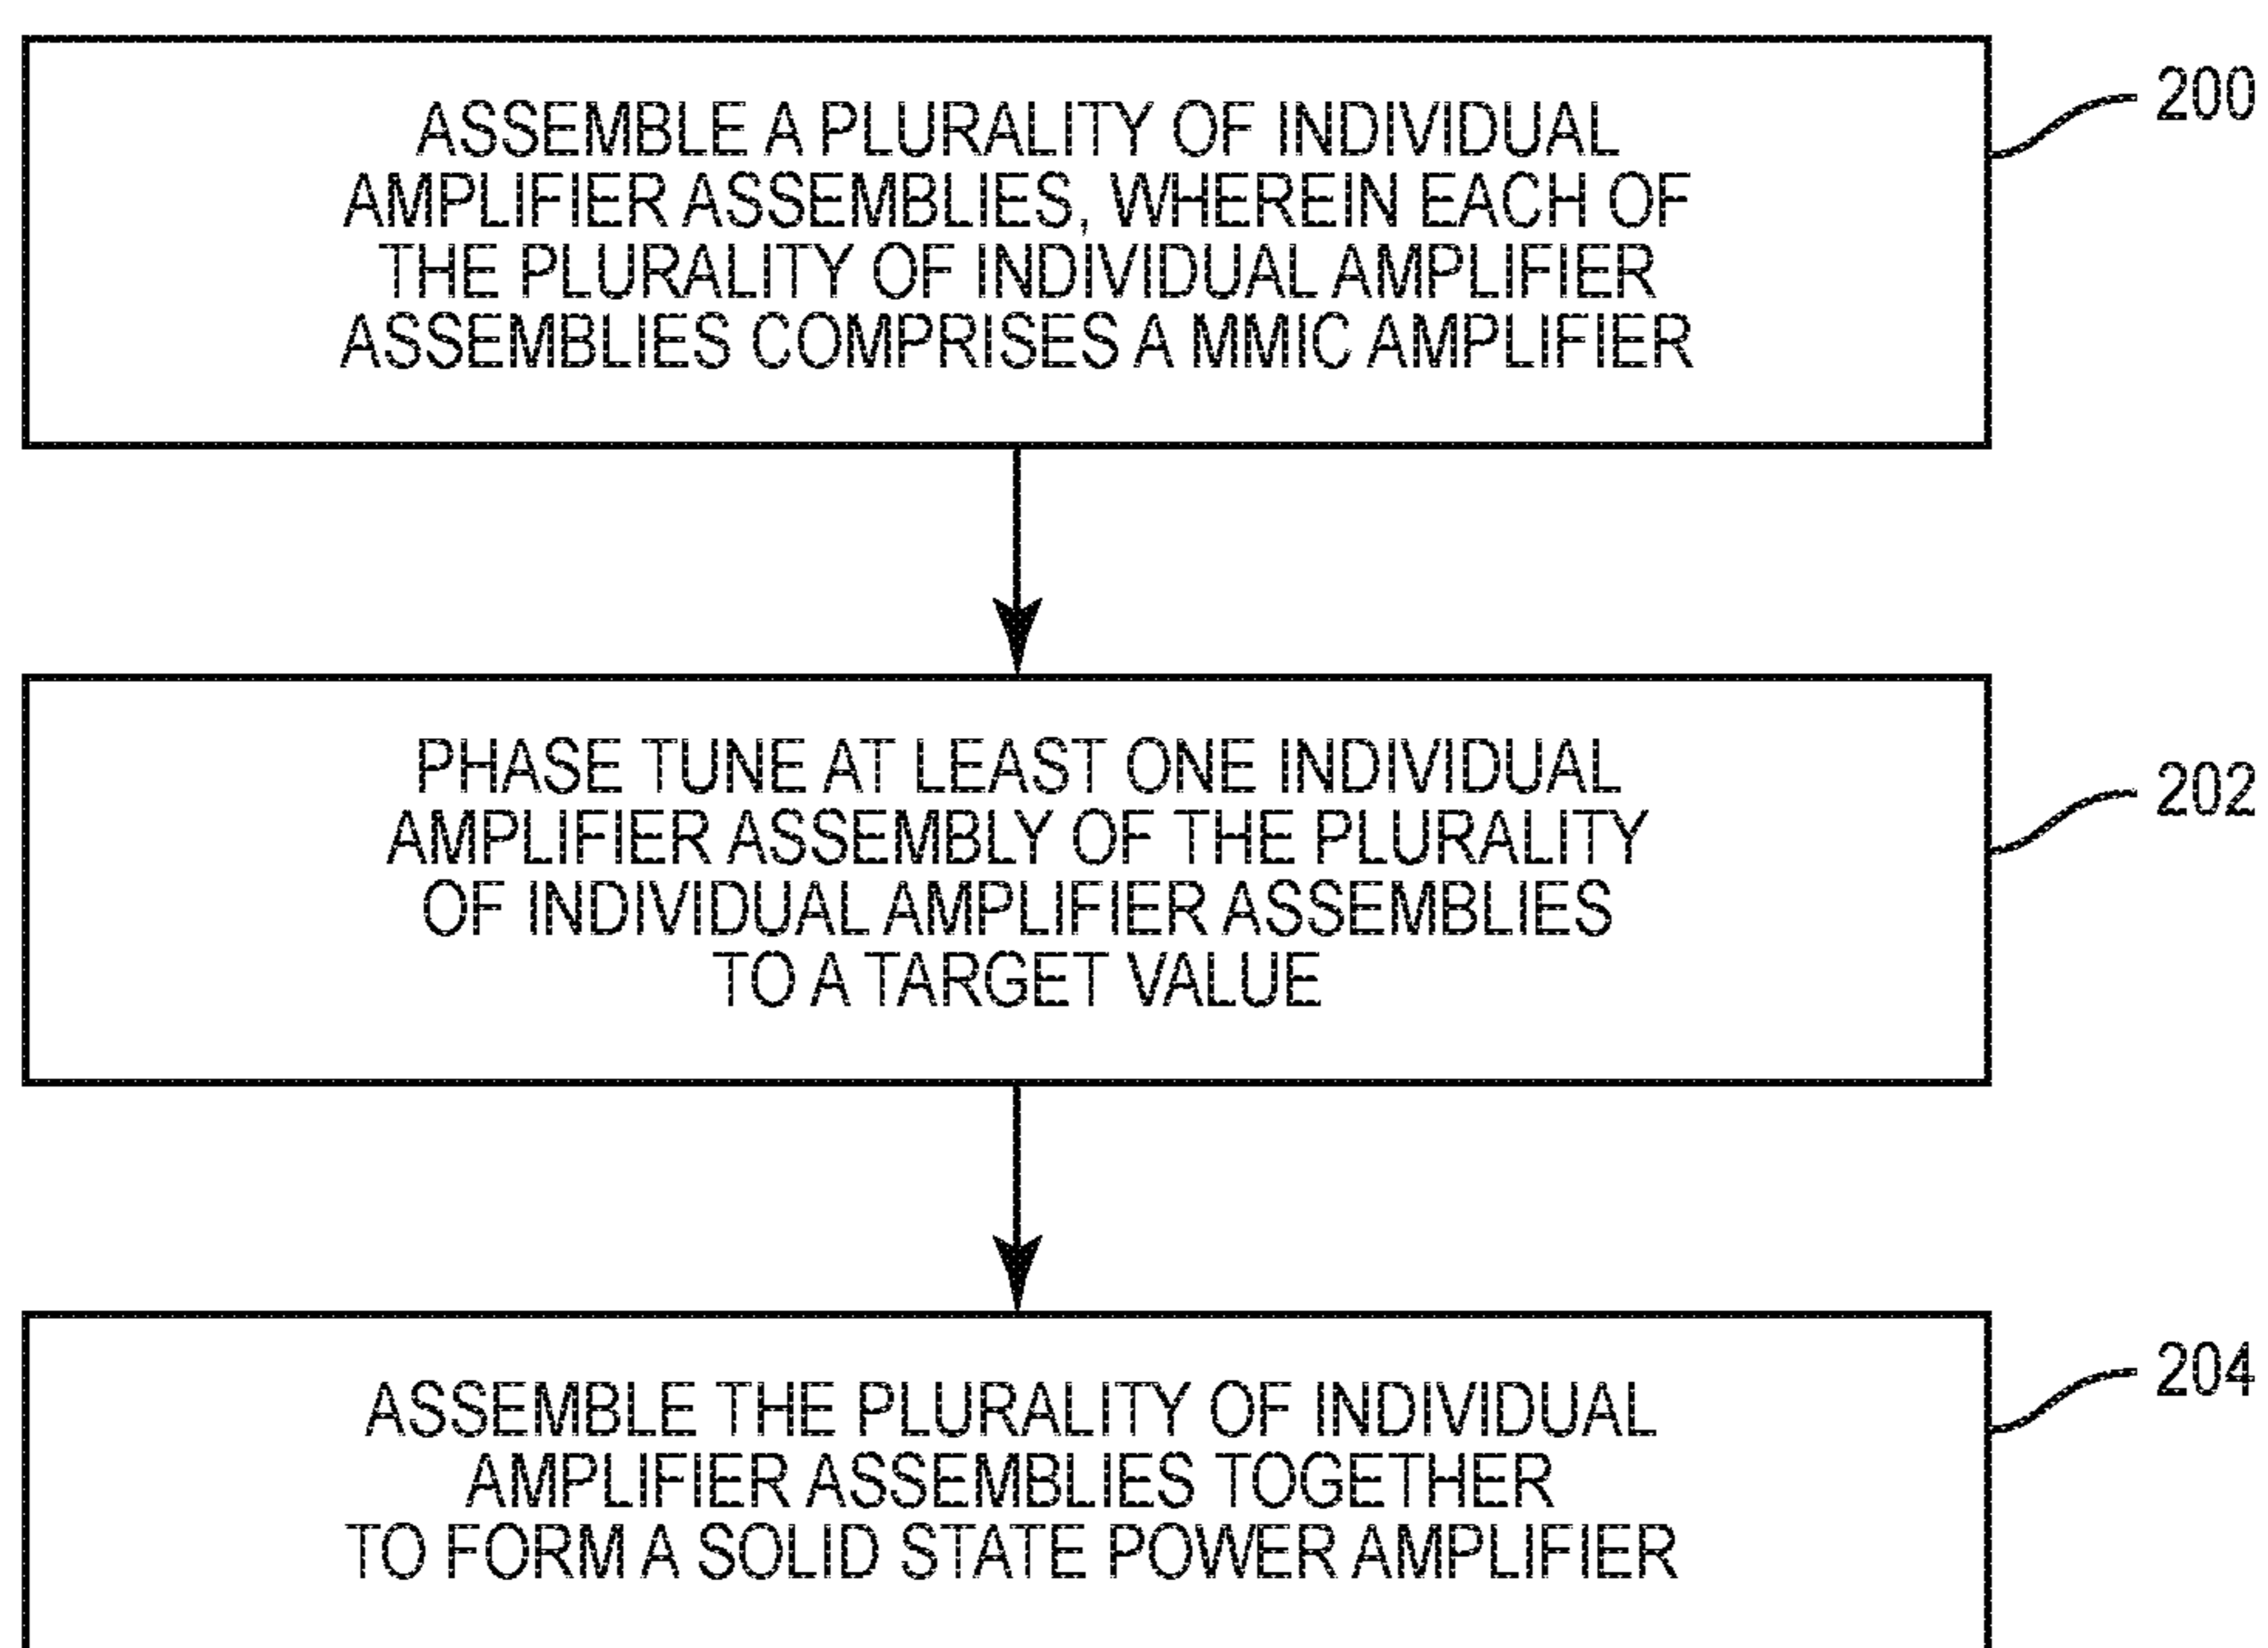 ASSEMBLE A PLURALITY OF INDIVIDUAL
AMPLIFIER ASSEMBLIES, WHEREIN EACH OF
THE PLURALITY OF INDIVIDUAL AMPLIFIER
ASSEMBLIES COMPRISES A MMIC AMPLIFIER
200
PHASE TUNE AT LEAST ONE INDIVIDUAL
AMPLIFIER ASSEMBLY OF THE PLURALITY
OF INDIVIDUAL AMPLIFIER ASSEMBLIES
TO A TARGET VALUE
202
ASSEMBLE THE PLURALITY OF INDIVIDUAL
AMPLIFIER ASSEMBLIES TOGETHER
TO FORM A SOLID STATE POWER AMPLIFIER
204